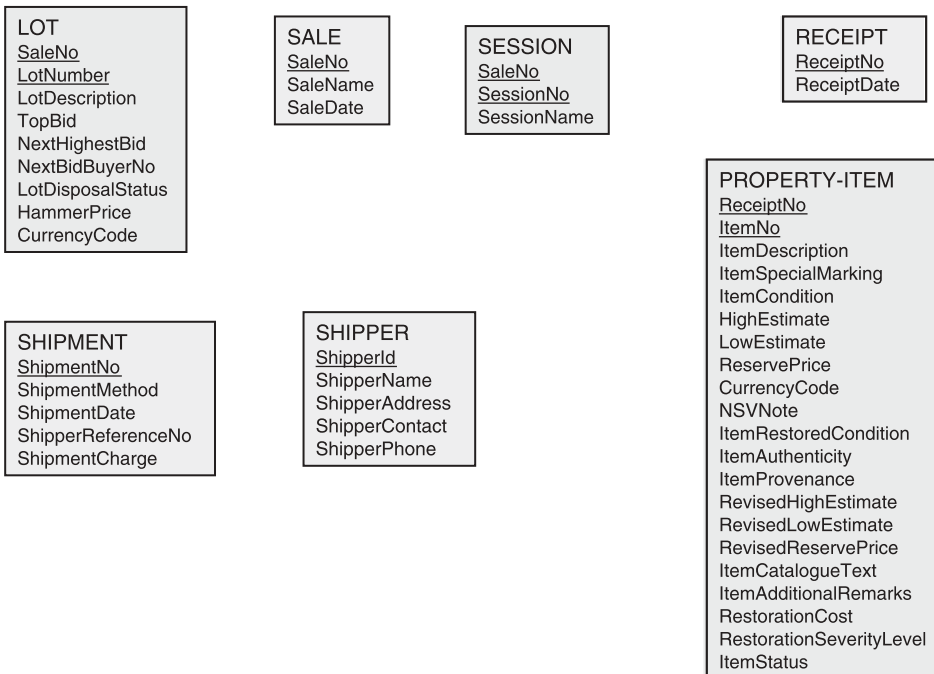 LOT
SaleNo
LotNumber
LotDescription
TopBid
NextHighestBid
NextBidBuyerNo
LotDisposalStatus
HammerPrice
CurrencyCode
SALE
SaleNo
SaleName
SaleDate
SESSION
SaleNo
SessionNo
SessionName
RECEIPT
ReceiptNo
ReceiptDate
SHIPMENT
ShipmentNo
ShipmentMethod
ShipmentDate
ShipperReferenceNo
ShipmentCharge
SHIPPER
ShipperId
ShipperName
ShipperAddress
ShipperContact
ShipperPhone
PROPERTY-ITEM
ReceiptNo
ItemNo
ItemDescription
ItemSpecialMarking
ItemCondition
HighEstimate
LowEstimate
ReservePrice
CurrencyCode
NSVNote
ItemRestoredCondition
ItemAuthenticity
ItemProvenance
RevisedHighEstimate
RevisedLowEstimate
RevisedReservePrice
ItemCatalogueText
ItemAdditionalRemarks
RestorationCost
RestorationSeverityLevel
ItemStatus